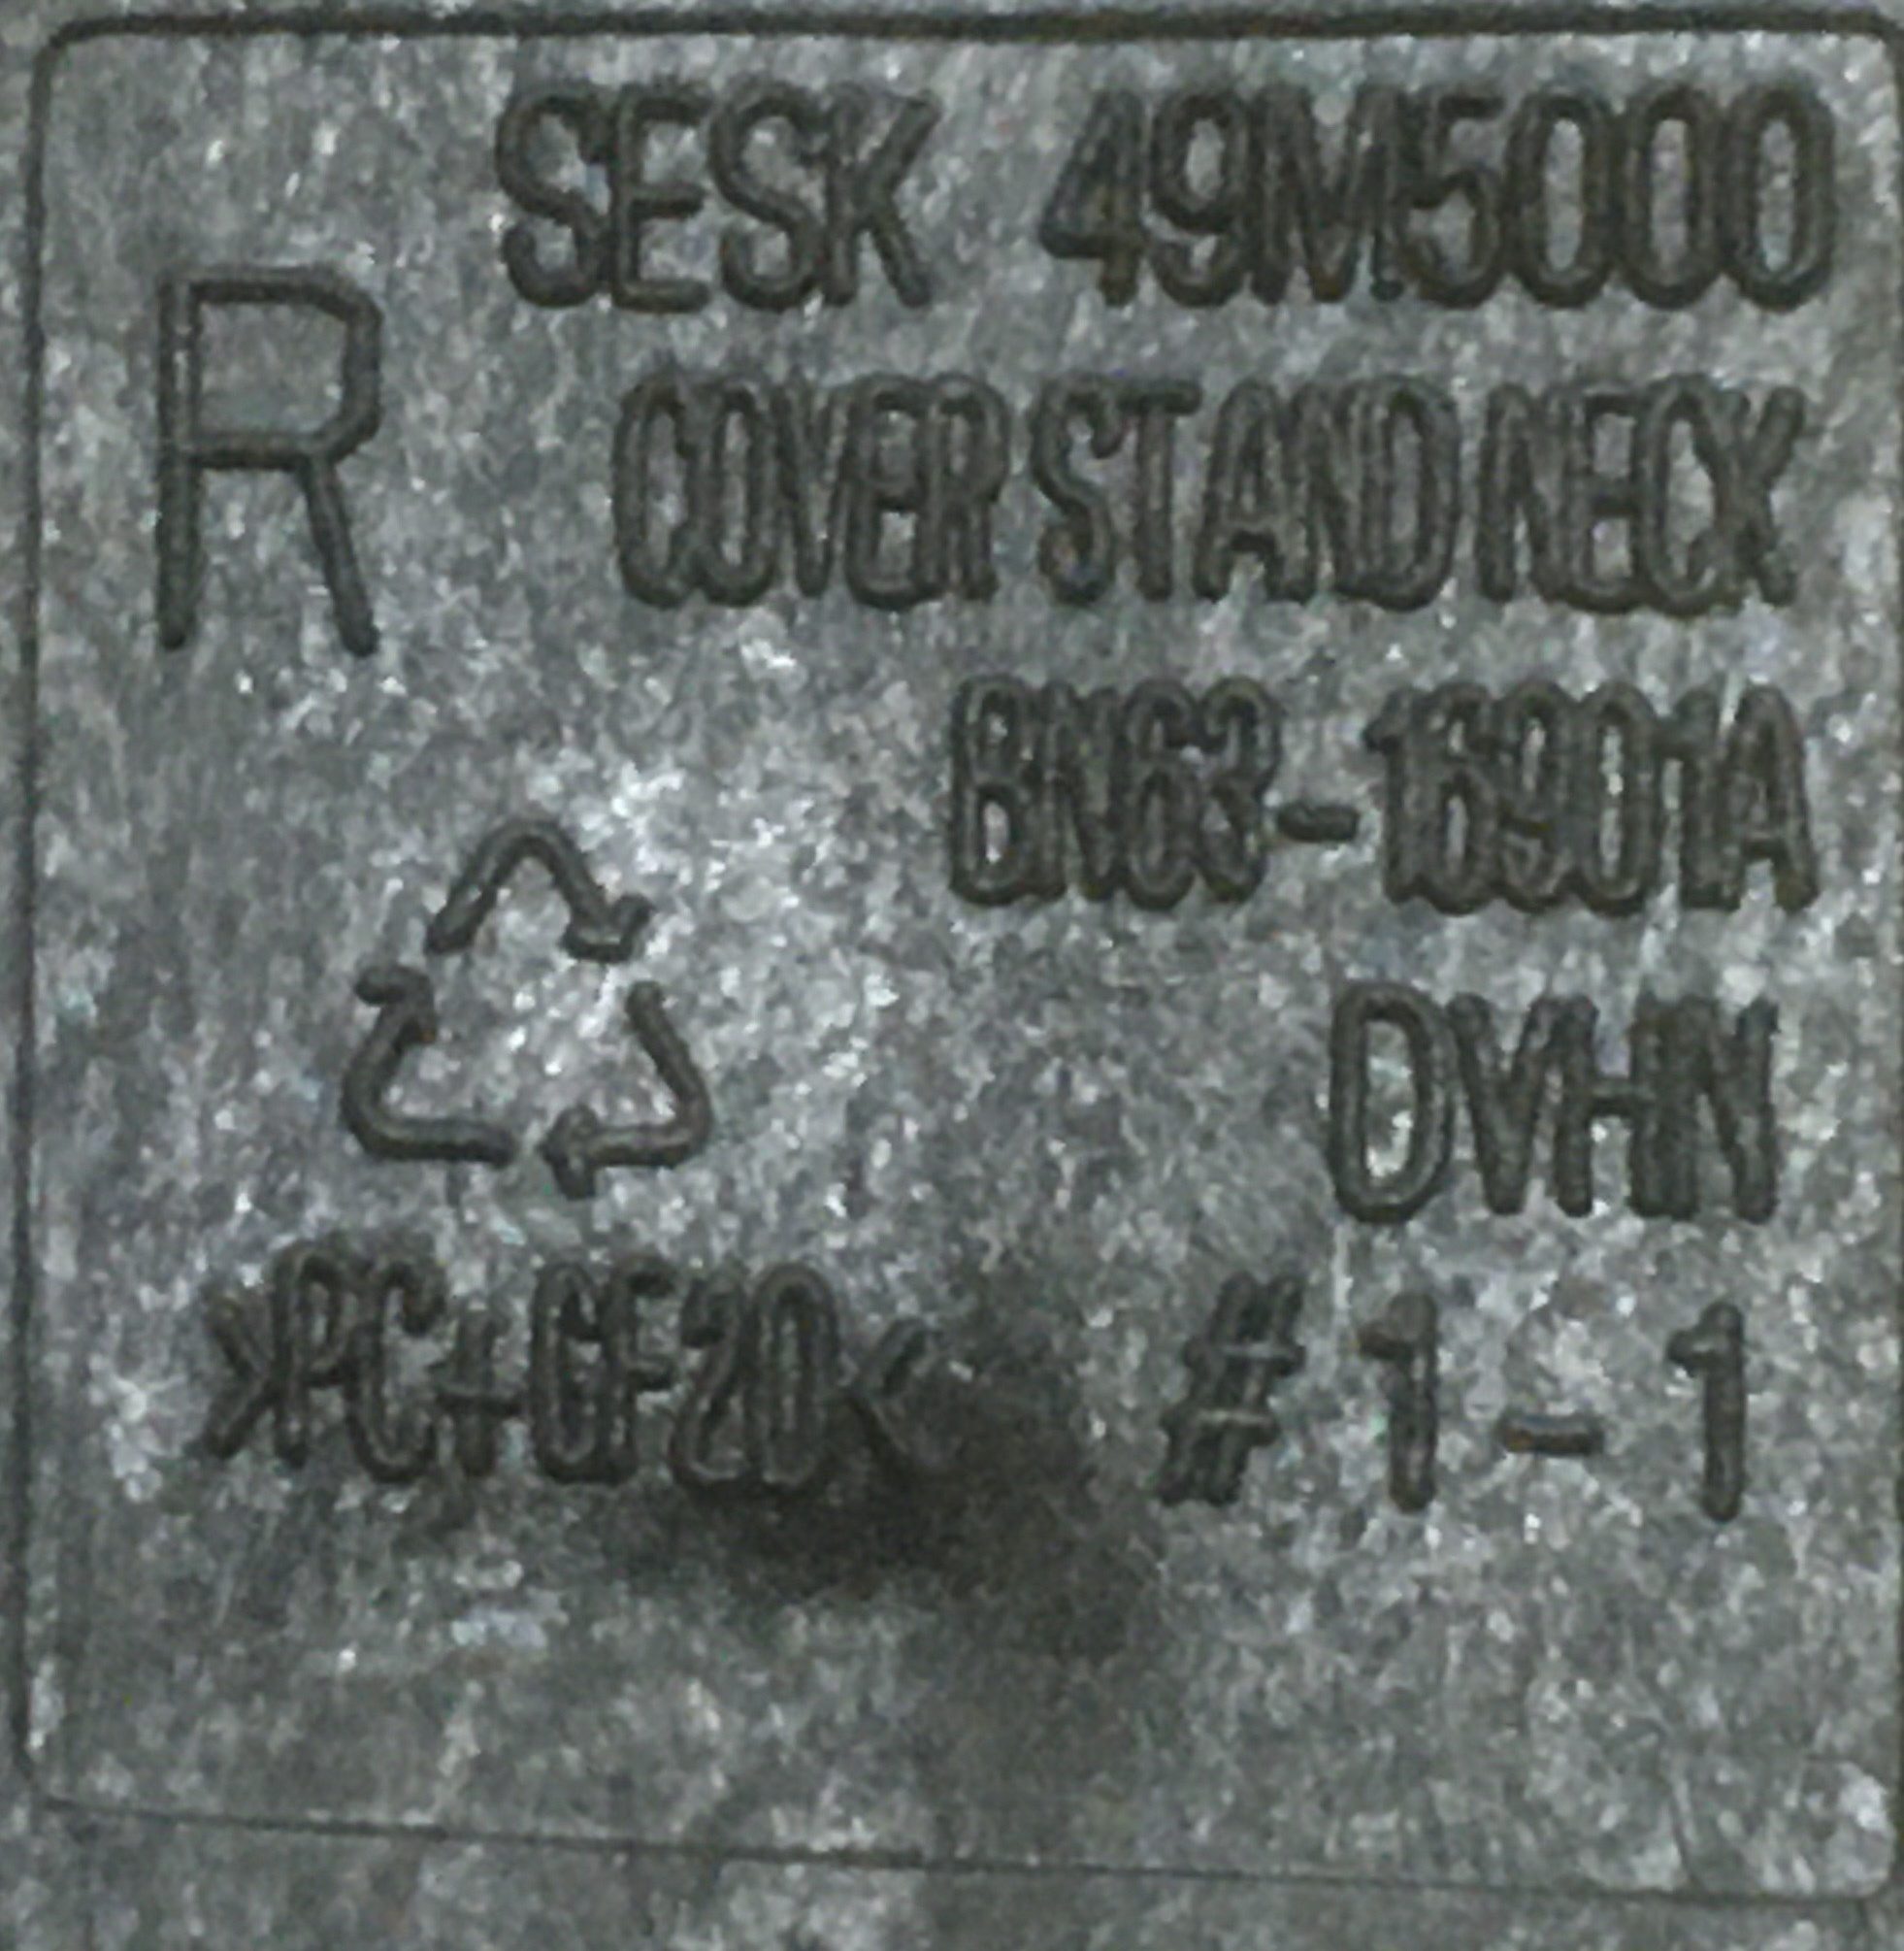 SESK 49M5000
R
COVER STAND NECK
BN63-16901A
DVHN
>PC+GF20<
#1-1